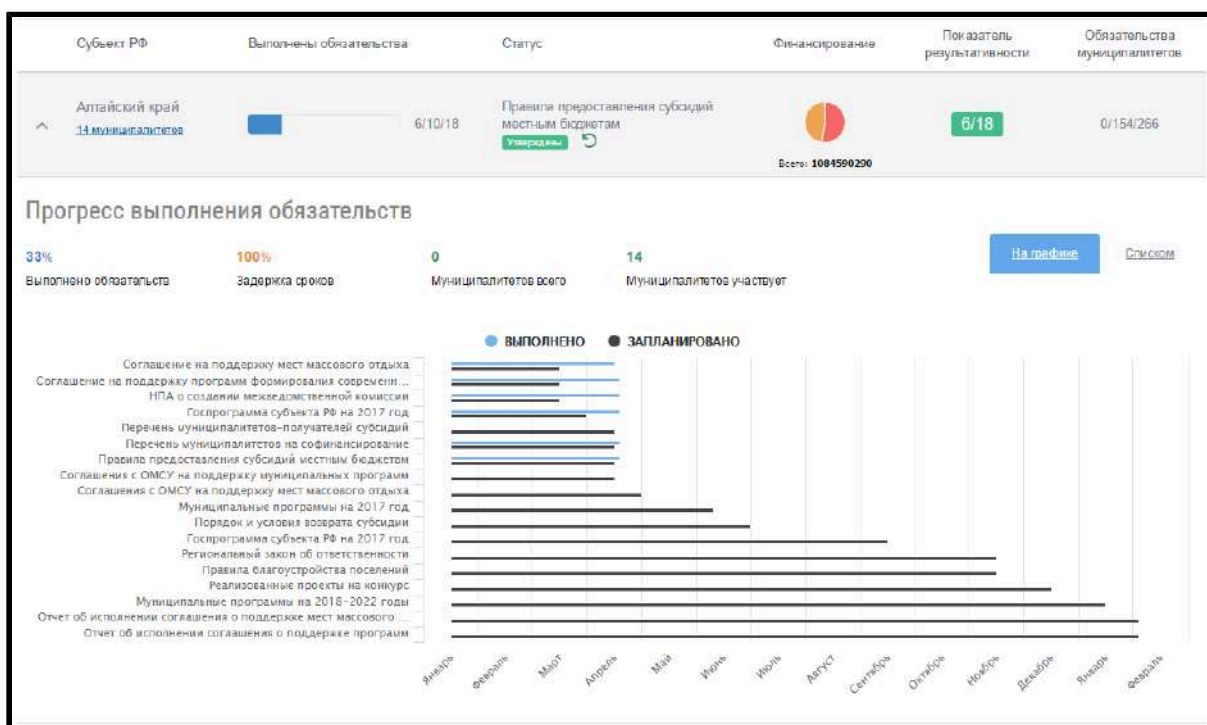 Субъект РФ
Выполнены обязательства
Статус
Финансирование
Показатель
результативности
Обязательства
муниципалитетов
Алтайский край
14 муниципалитетов
6/10/18
Правила предоставления субсидий
местным бюджетам
Утверждены
Всего: 1084590290
6/18
0/154/266
Прогресс выполнения обязательств
33%
Выполнено обязательств
100%
Задержка сроков
0
Муниципалитетов всего
14
Муниципалитетов участвует
На графике
Списком
ВЫПОЛНЕНО
ЗАПЛАНИРОВАНО
Соглашение на поддержку мест массового отдыха
Соглашение на поддержку программ формирования современн...
НПА о создании межведомственной комиссии
Госпрограмма субъекта РФ на 2017 год
Перечень муниципалитетов-получателей субсидий
Перечень муниципалитетов на софинансирование
Правила предоставления субсидий местным бюджетам
Соглашения с ОМСУ на поддержку муниципальных программ
Соглашения с ОМСУ на поддержку мест массового отдыха
Муниципальные программы на 2017 год
Порядок и условия возврата субсидии
Госпрограмма субъекта РФ на 2017 год
Региональный закон об ответственности
Правила благоустройства поселений
Реализованные проекты на конкурс
Муниципальные программы на 2018-2022 годы
Отчет об исполнении соглашения о поддержке мест массового ...
Отчет об исполнении соглашения о поддержке программ
Январь
Февраль
Март
Апрель
Май
Июнь
Июль
Август
Сентябрь
Октябрь
Ноябрь
Декабрь
Январь
Февраль